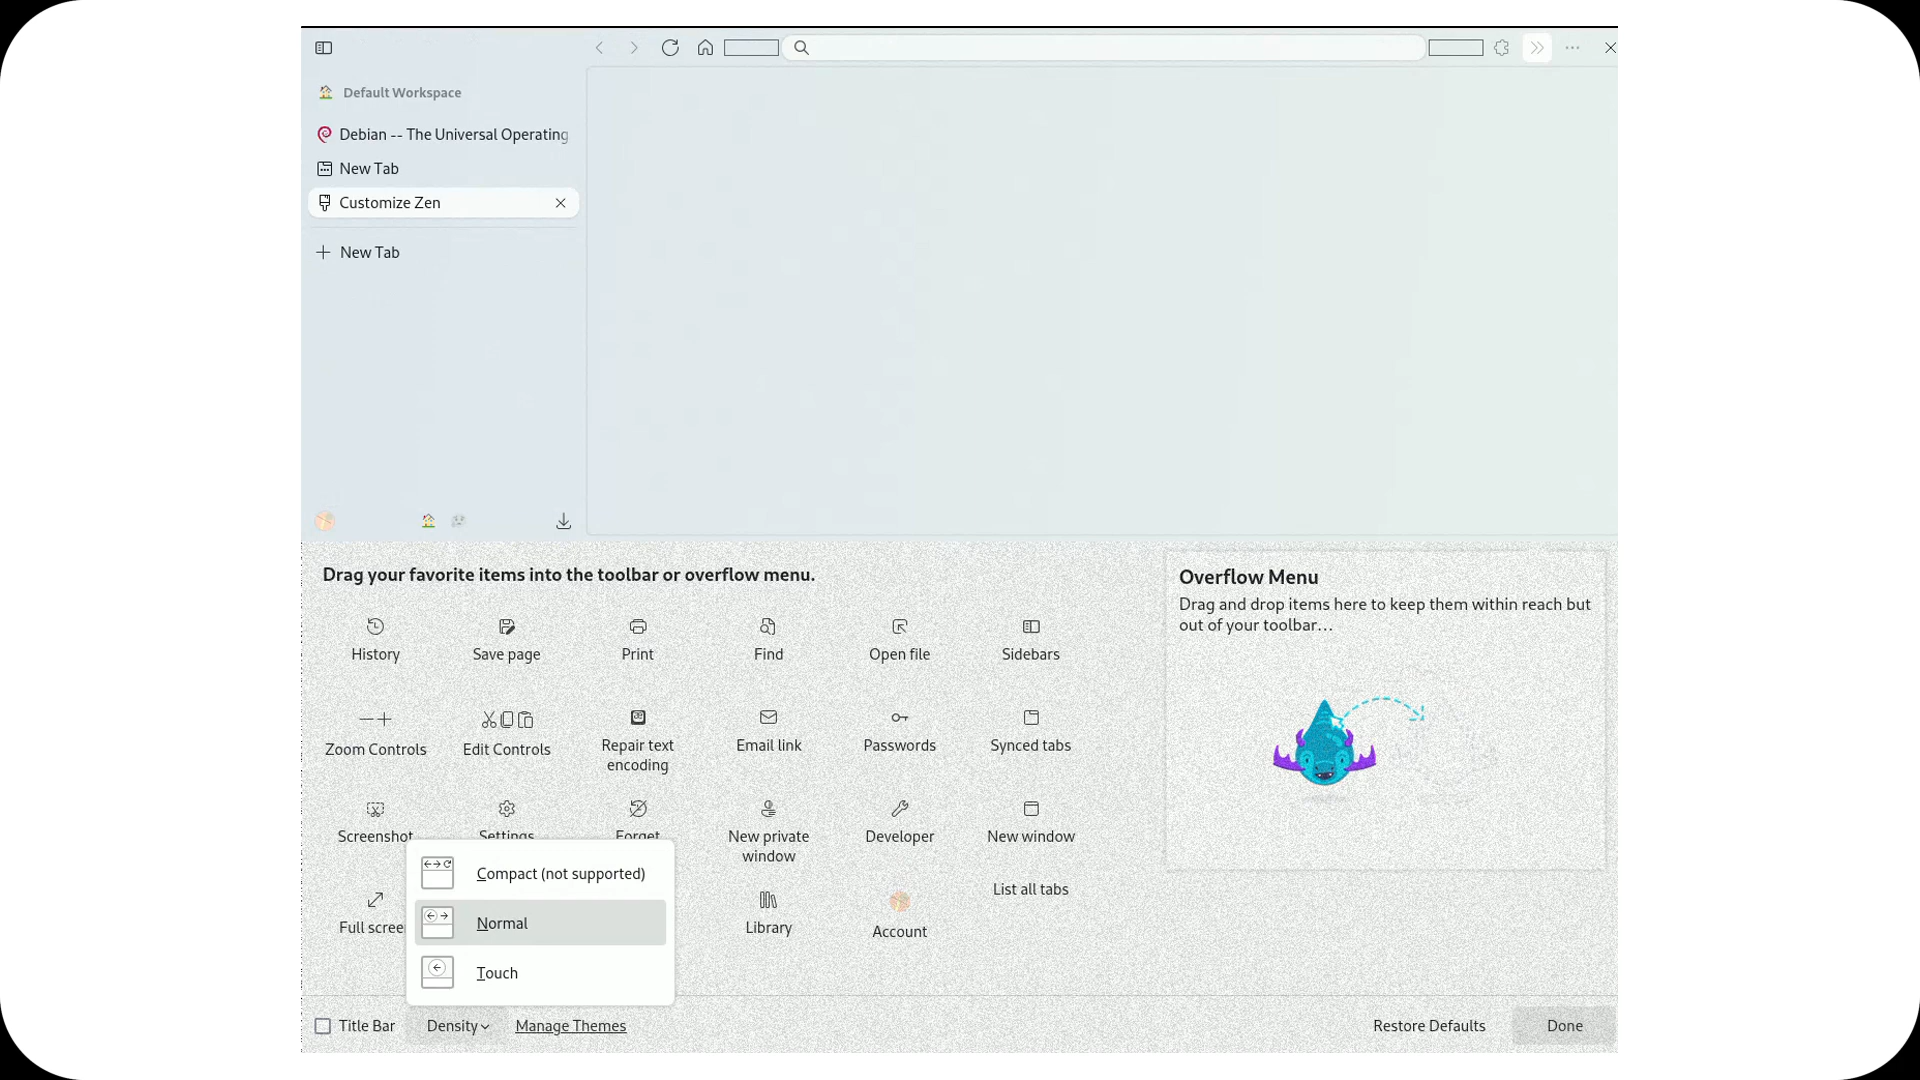 Default Workspace
Debian -- The Universal Operating
New Tab
Customize Zen
New Tab
Drag your favorite items into the toolbar or overflow menu.
History
Save page
Print
Find
Open file
Sidebars
Zoom Controls
Edit Controls
Repair text
encoding
Email link
Passwords
Synced tabs
Screenshot
Settings
Forget
New private
window
Developer
New window
Full scree
Library
Account
List all tabs
Compact (not supported)
Normal
Touch
Overflow Menu
Drag and drop items here to keep them within reach but
out of your toolbar…
Title Bar
Density
Manage Themes
Restore Defaults
Done